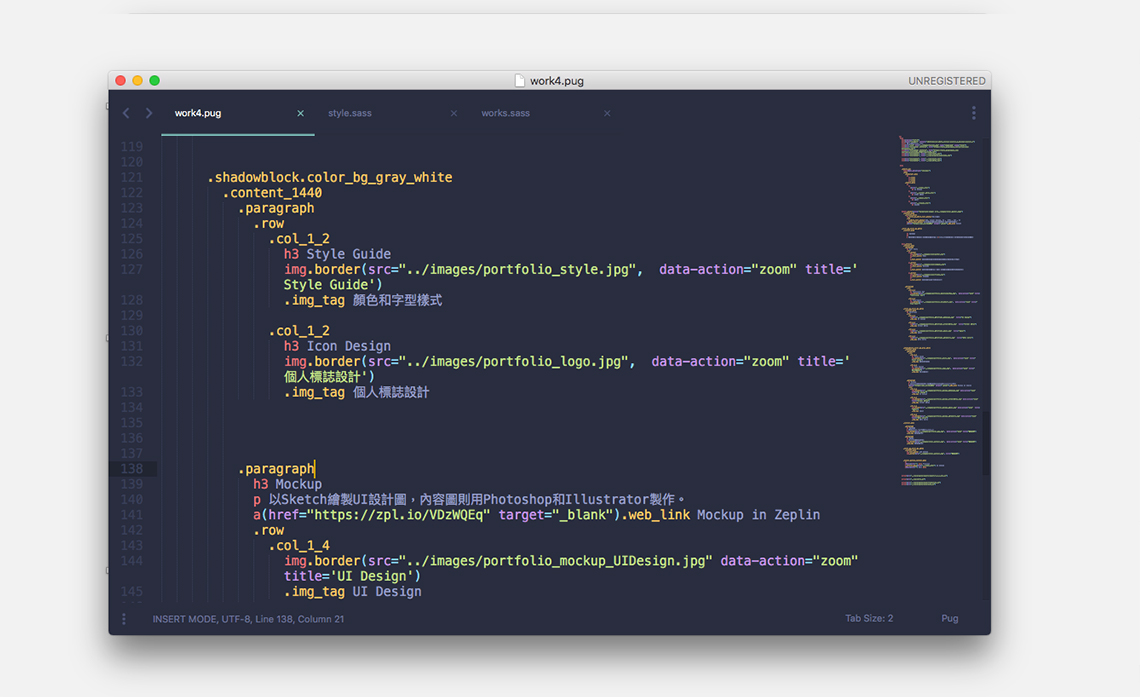 work4.pug
UNREGISTERED
work4.pug × style.sass × works.sass ×
119
120
121 .shadowblock.color_bg_gray_white
122 .content_1440
123 .paragraph
124 .row
125 .col_1_2
126 h3 Style Guide
127 img.border(src="../images/portfolio_style.jpg", data-action="zoom" title='
Style Guide')
128 .img_tag 顏色和字型樣式
129
130 .col_1_2
131 h3 Icon Design
132 img.border(src="../images/portfolio_logo.jpg", data-action="zoom" title='
個人標誌設計')
133 .img_tag 個人標誌設計
134
135
136
137
138 .paragraph
139 h3 Mockup
140 p 以Sketch繪製UI設計圖，內容圖則用Photoshop和Illustrator製作。
141 a(href="https://zpl.io/VDzWQEq" target="_blank").web_link Mockup in Zeplin
142 .row
143 .col_1_4
144 img.border(src="../images/portfolio_mockup_UIDesign.jpg" data-action="zoom"
title='UI Design')
145 .img_tag UI Design
INSERT MODE, UTF-8, Line 138, Column 21
Tab Size: 2
Pug